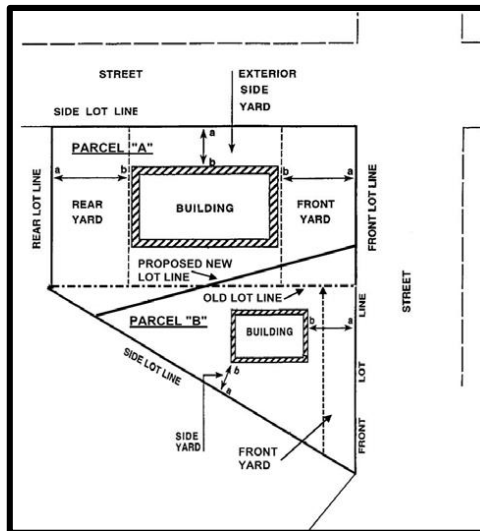 STREET
EXTERIOR
SIDE
YARD
SIDE LOT LINE
PARCEL "A"
a
b
a
b
b
a
REAR LOT LINE
REAR
YARD
BUILDING
FRONT
YARD
FRONT LOT LINE
PROPOSED NEW
LOT LINE
OLD LOT LINE
STREET
PARCEL "B"
BUILDING
b
a
SIDE LOT LINE
b
a
SIDE
YARD
FRONT
YARD
FRONT LOT LINE